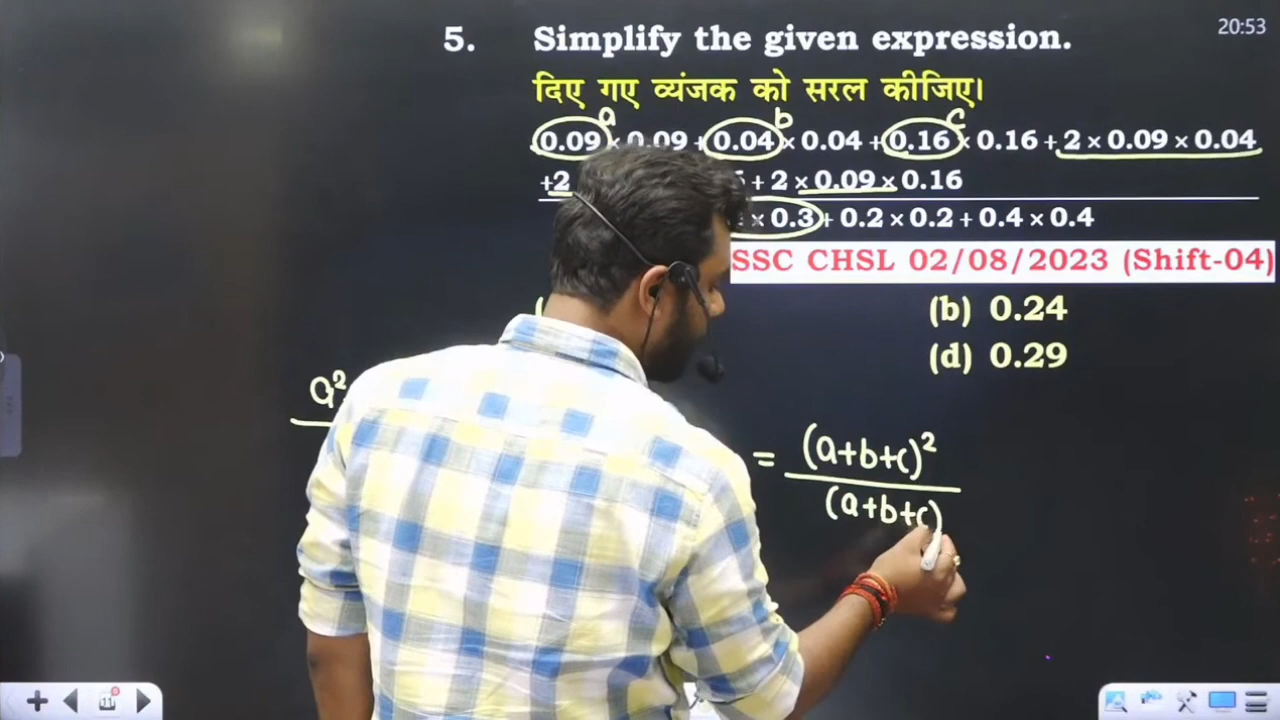 20:53
5. Simplify the given expression.
दिए गए व्यंजक को सरल कीजिए।
a b c
0.09 × 0.09 + 0.04 × 0.04 + 0.16 × 0.16 + 2 × 0.09 × 0.04
+2 + 2 × 0.09 × 0.16
× 0.3 + 0.2 × 0.2 + 0.4 × 0.4
SSC CHSL 02/08/2023 (Shift-04)
(b) 0.24
(d) 0.29
a²
= (a+b+c)²
(a+b+c)
11